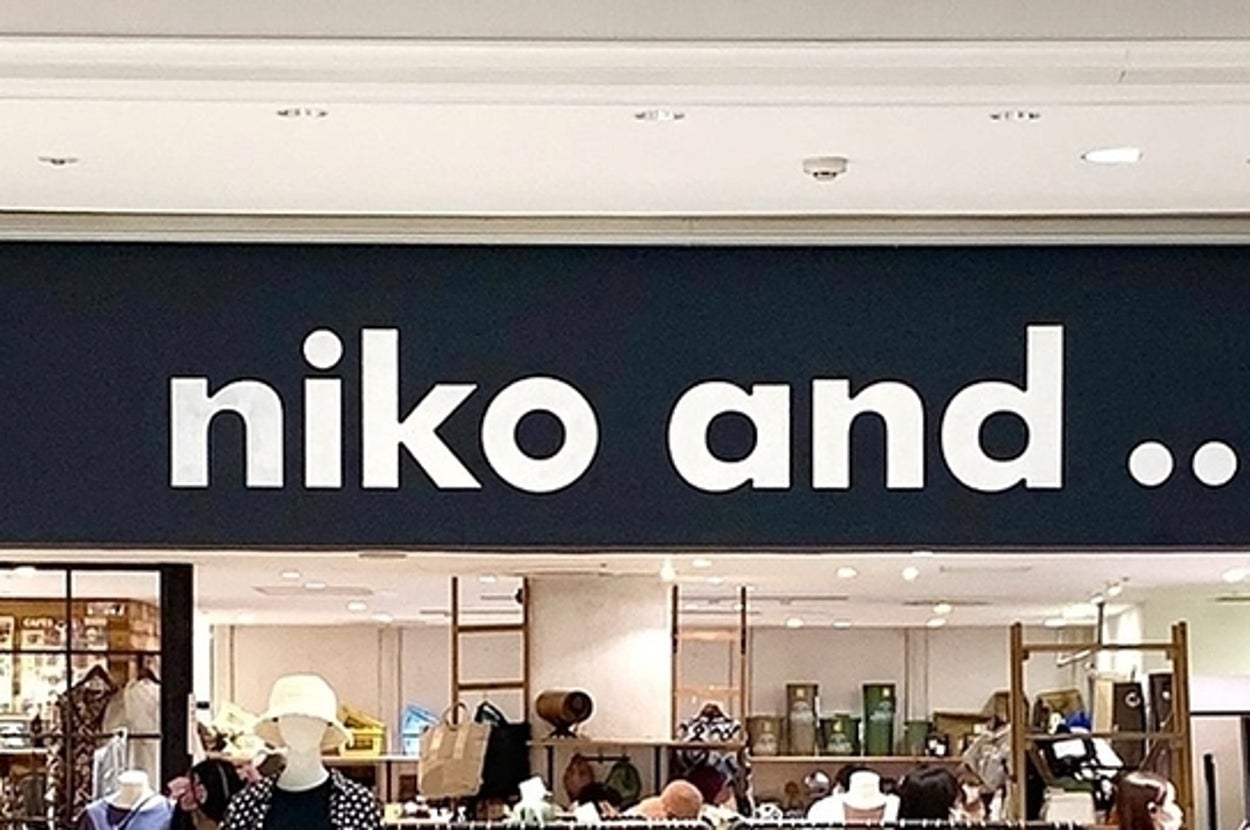 niko and ..